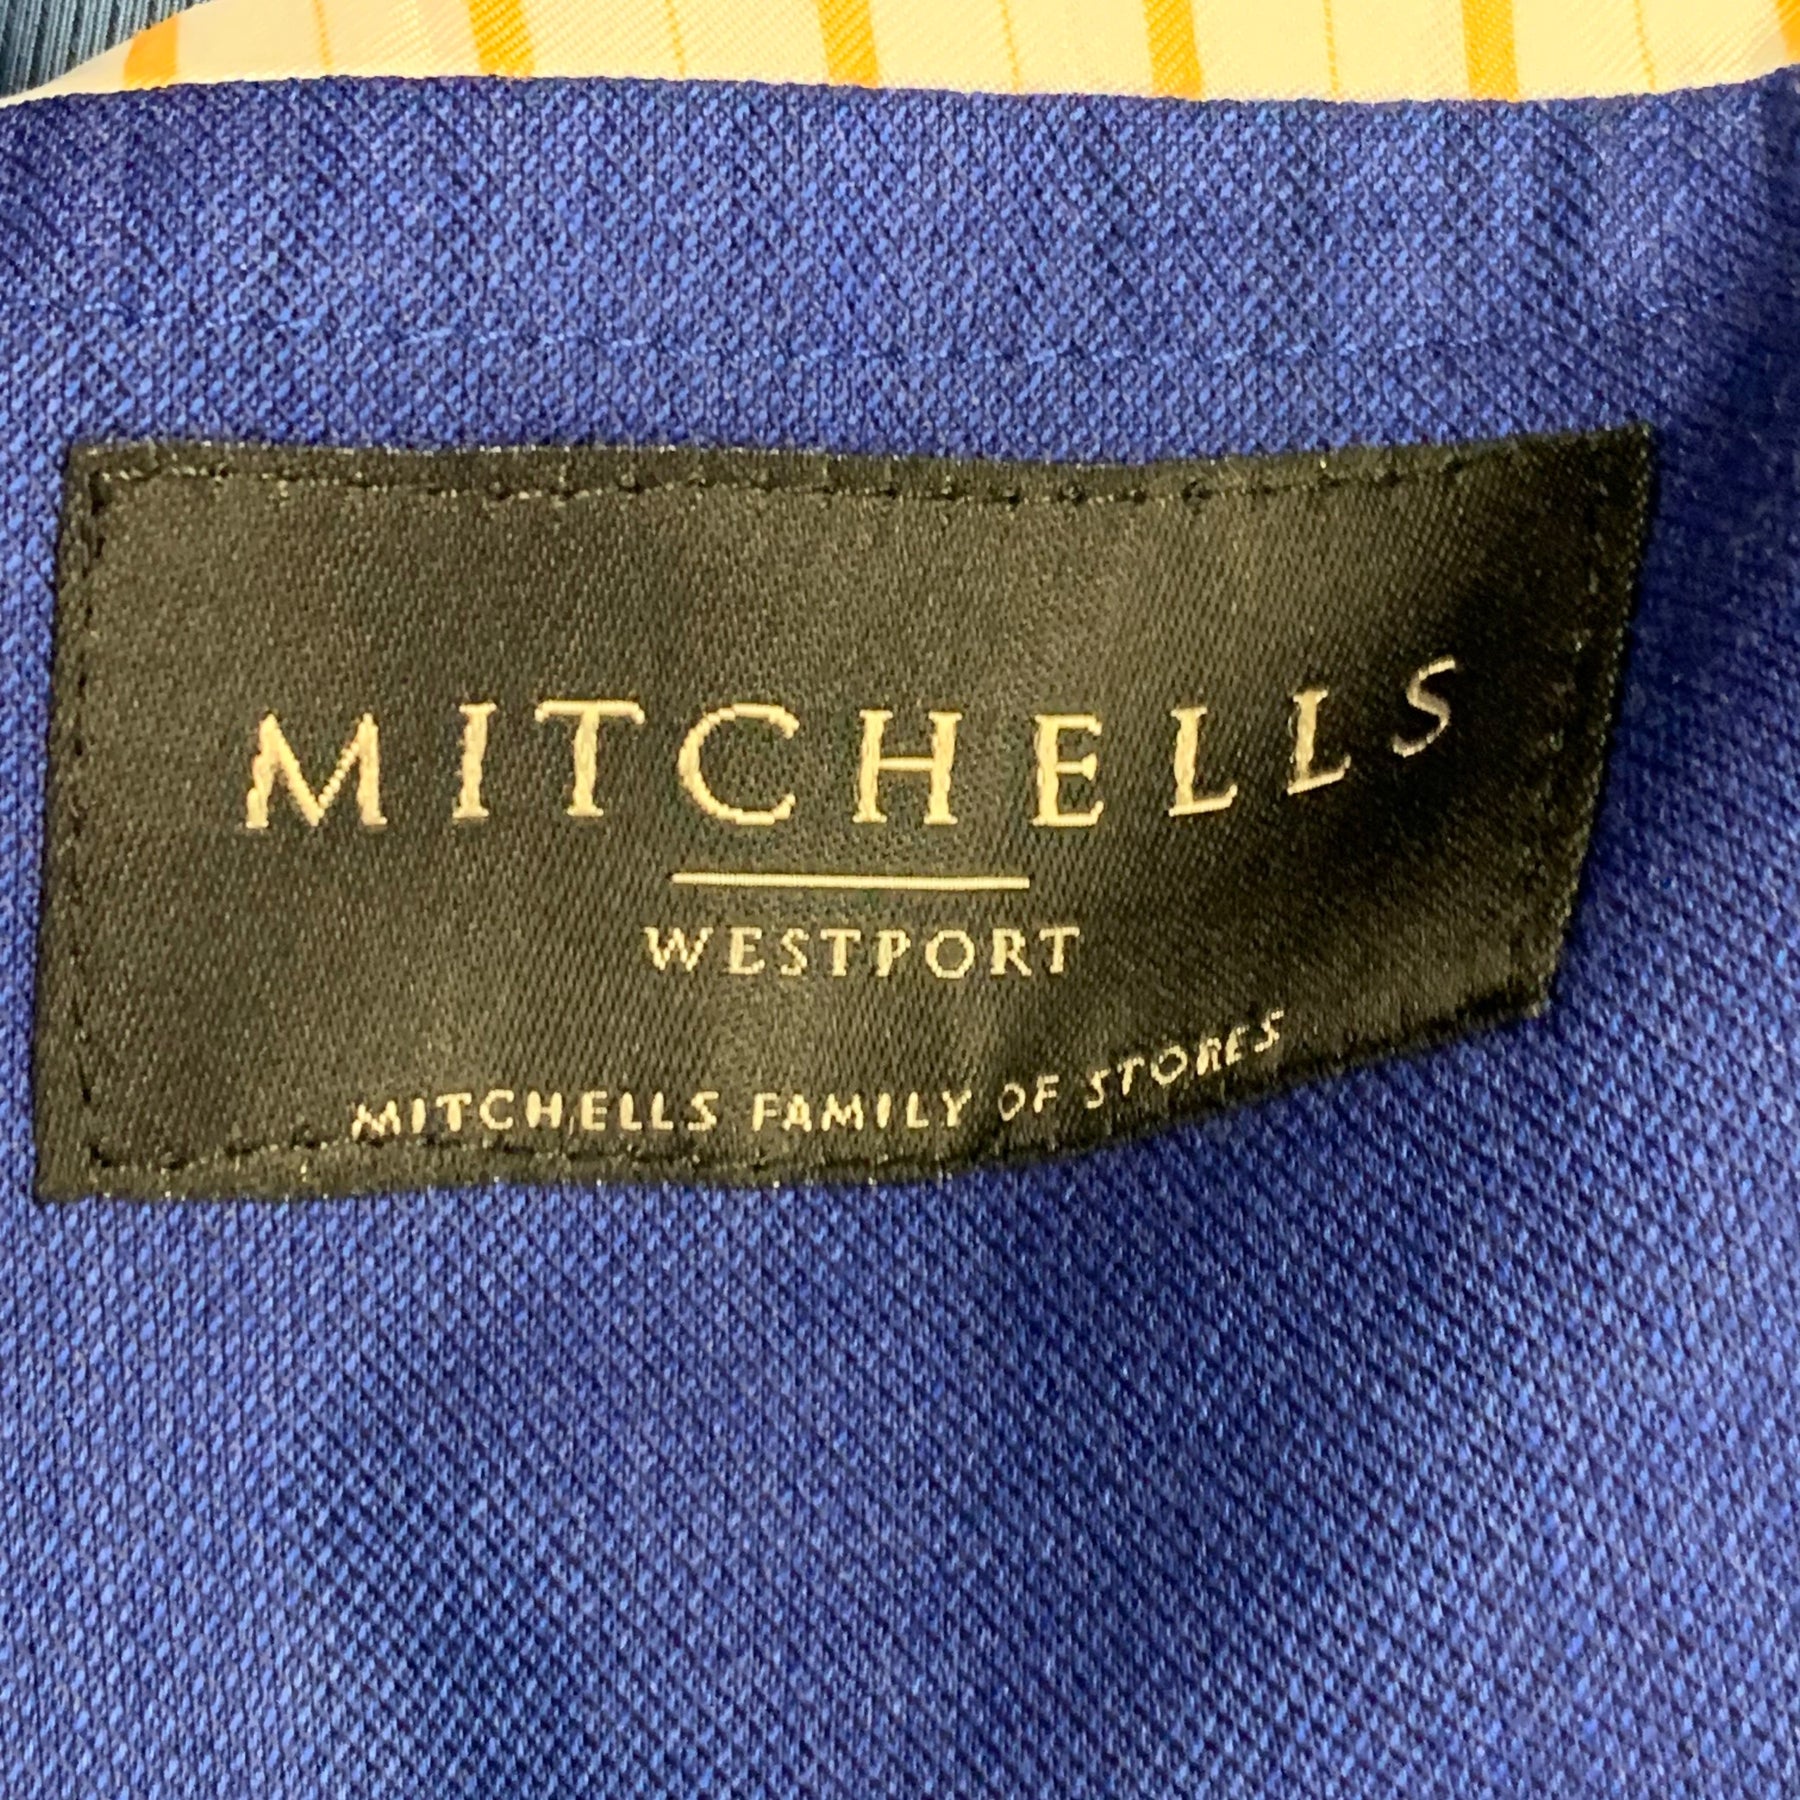 MITCHELLS
WESTPORT
MITCHELLS FAMILY OF STORES